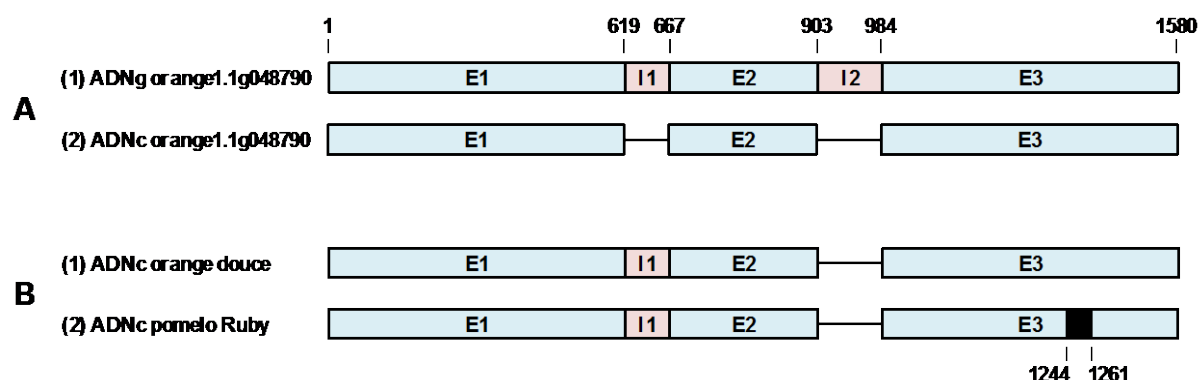 1 619 667 903 984 1580
A
(1) ADNg orange1.1g048790 E1 I1 E2 I2 E3
(2) ADNc orange1.1g048790 E1 E2 E3
B
(1) ADNc orange douce E1 I1 E2 E3
(2) ADNc pomelo Ruby E1 I1 E2 E3
1244 1261